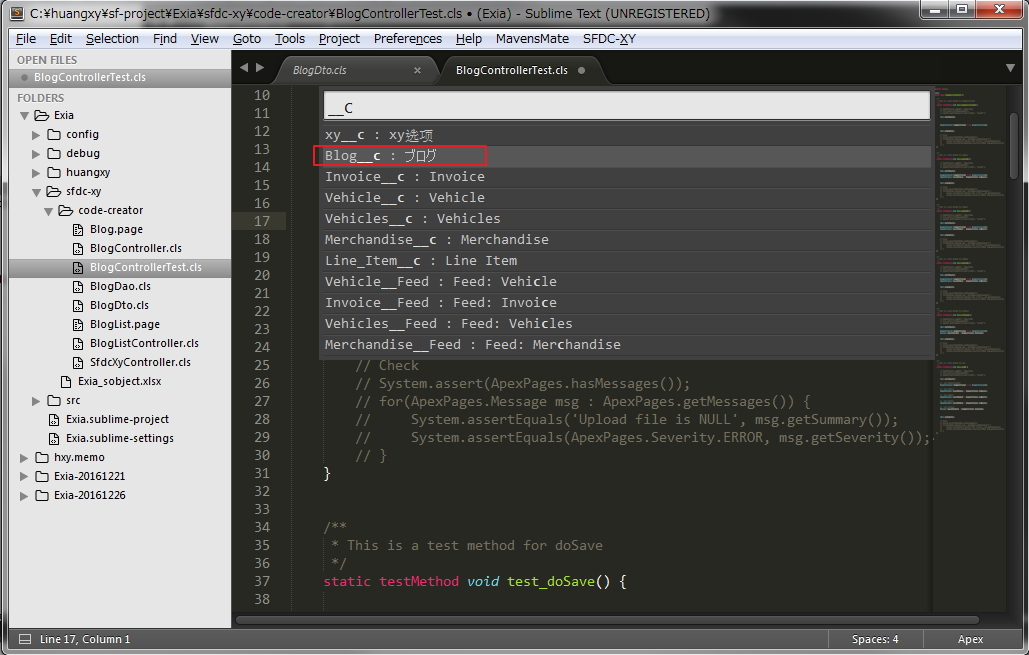 C:¥huangxy¥sf-project¥Exia¥sfdc-xy¥code-creator¥BlogControllerTest.cls • (Exia) - Sublime Text (UNREGISTERED)
File Edit Selection Find View Goto Tools Project Preferences Help MavensMate SFDC-XY
OPEN FILES
BlogControllerTest.cls
FOLDERS
Exia
config
debug
huangxy
sfdc-xy
code-creator
Blog.page
BlogController.cls
BlogControllerTest.cls
BlogDao.cls
BlogDto.cls
BlogList.page
BlogListController.cls
SfdcXyController.cls
Exia_sobject.xlsx
src
Exia.sublime-project
Exia.sublime-settings
hxy.memo
Exia-20161221
Exia-20161226
BlogDto.cls × BlogControllerTest.cls
__C
xy__c : xy选项
Blog__c : ブログ
Invoice__c : Invoice
Vehicle__c : Vehicle
Vehicles__c : Vehicles
Merchandise__c : Merchandise
Line_Item__c : Line Item
Vehicle__Feed : Feed: Vehicle
Invoice__Feed : Feed: Invoice
Vehicles__Feed : Feed: Vehicles
Merchandise__Feed : Feed: Merchandise
10
11
12
13
14
15
16
17
18
19
20
21
22
23
24
25 // Check
26 // System.assert(ApexPages.hasMessages());
27 // for(ApexPages.Message msg : ApexPages.getMessages()) {
28 // System.assertEquals('Upload file is NULL', msg.getSummary());
29 // System.assertEquals(ApexPages.Severity.ERROR, msg.getSeverity());
30 // }
31 }
32
33
34 /**
35 * This is a test method for doSave
36 */
37 static testMethod void test_doSave() {
38
Line 17, Column 1 Spaces: 4 Apex